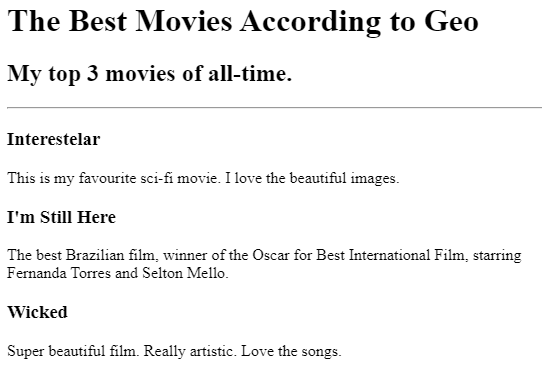 The Best Movies According to Geo
My top 3 movies of all-time.
Interestelar
This is my favourite sci-fi movie. I love the beautiful images.
I'm Still Here
The best Brazilian film, winner of the Oscar for Best International Film, starring
Fernanda Torres and Selton Mello.
Wicked
Super beautiful film. Really artistic. Love the songs.